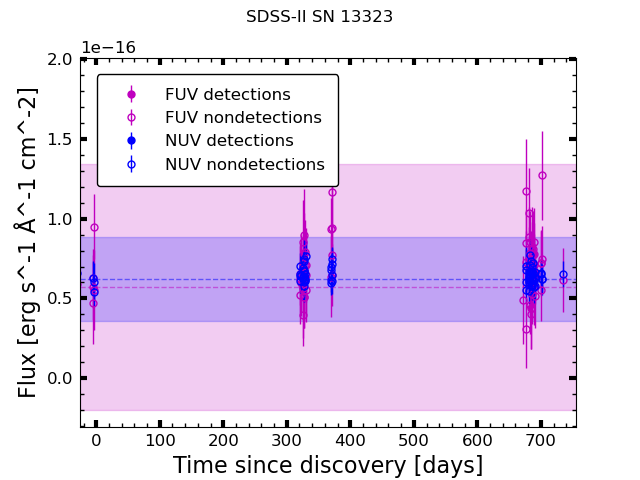 SDSS-II SN 13323
1e−16
2.0
1.5
1.0
0.5
0.0
Flux [erg s^-1 Å^-1 cm^-2]
FUV detections
FUV nondetections
NUV detections
NUV nondetections
0 100 200 300 400 500 600 700
Time since discovery [days]